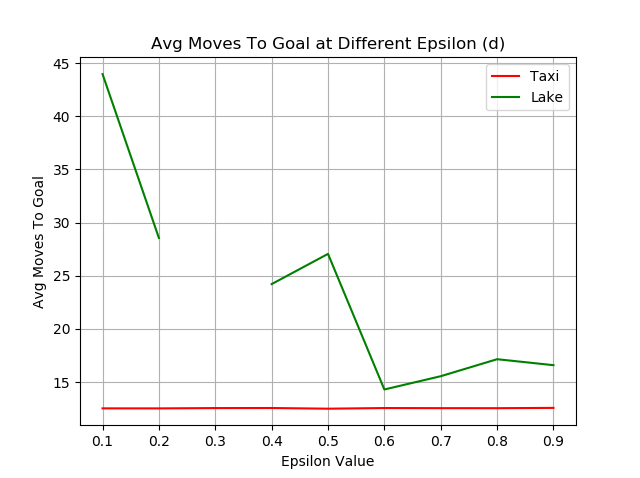 Avg Moves To Goal at Different Epsilon (d)
Taxi
Lake
45
40
35
30
25
20
15
Avg Moves To Goal
0.1 0.2 0.3 0.4 0.5 0.6 0.7 0.8 0.9
Epsilon Value